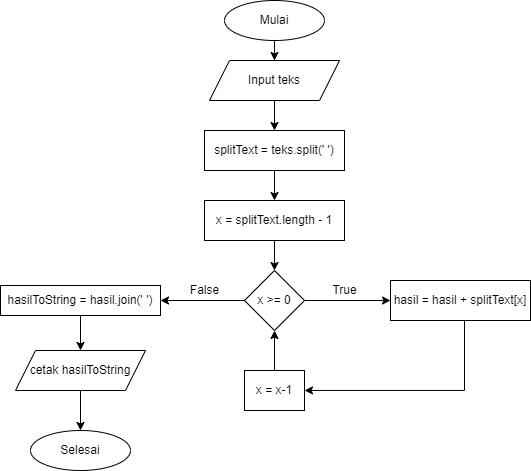 Mulai
Input teks
splitText = teks.split(' ')
x = splitText.length - 1
x >= 0
True
hasil = hasil + splitText[x]
x = x-1
False
hasilToString = hasil.join(' ')
cetak hasilToString
Selesai